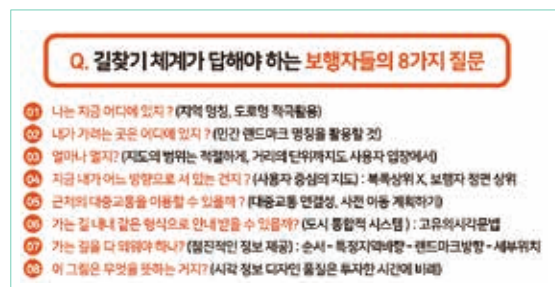 Q. 길찾기 체계가 답해야 하는 보행자들의 8가지 질문
01 나는 지금 어디에 있지? (지역 명칭, 도로명 적극활용)
02 내가 가려는 곳은 어디에 있지? (민간 랜드마크 명칭을 활용할 것)
03 얼마나 멀지? (지도의 범위는 적절하게, 거리의 단위까지도 사용자 입장에서)
04 지금 내가 어느 방향으로 서 있는 건지? (사용자 중심의 지도) : 북쪽상위 X, 보행자 정면 상위
05 근처의 대중교통을 이용할 수 있을까? (대중교통 연결성, 사전 이동 계획하기)
06 가는 길 내내 같은 형식으로 안내 받을 수 있을까? (도시 통합적 시스템) : 고유의시각문법
07 가는 길을 다 외워야 하나? (점진적인 정보 제공) : 순서 - 특정지역방향 - 랜드마크방향 - 세부위치
08 이 그림은 무엇을 뜻하는 거지? (시각 정보 디자인 품질은 투자한 시간에 비례)